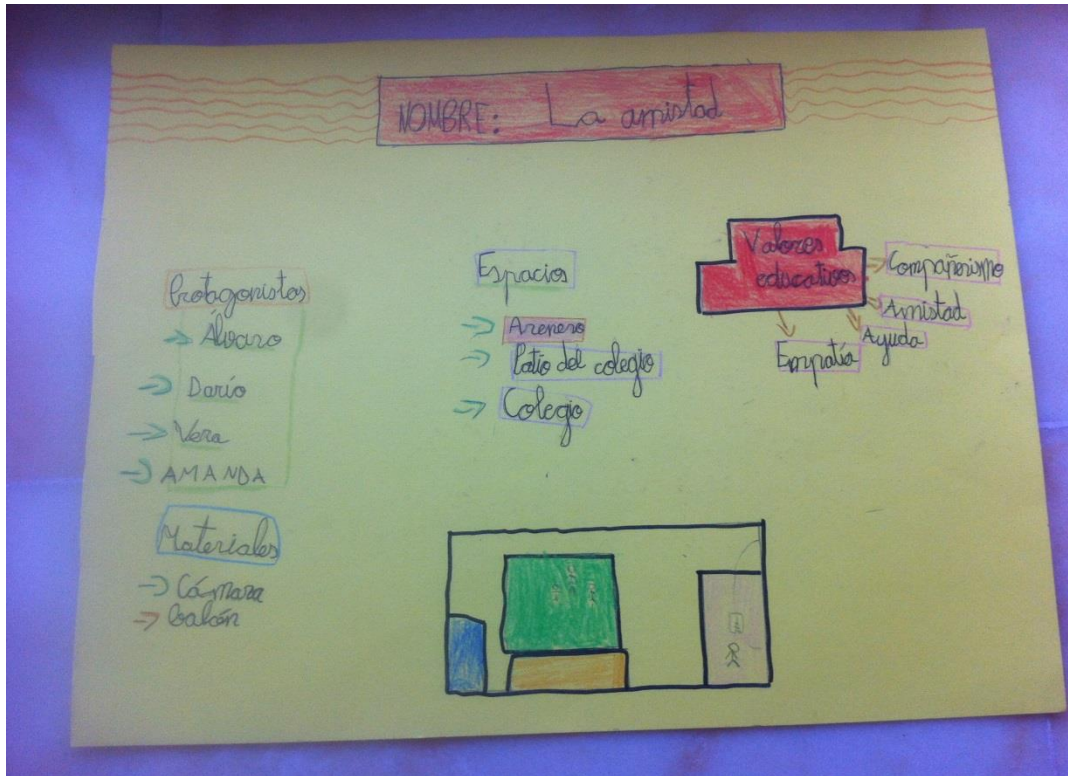 NOMBRE: La amistad
Protagonistas
Álvaro
Darío
Vera
AMANDA
Materiales
Cámara
balón
Espacios
Arenero
Patio del colegio
Colegio
Valores
educativos
Compañerismo
Amistad
Ayuda
Empatía